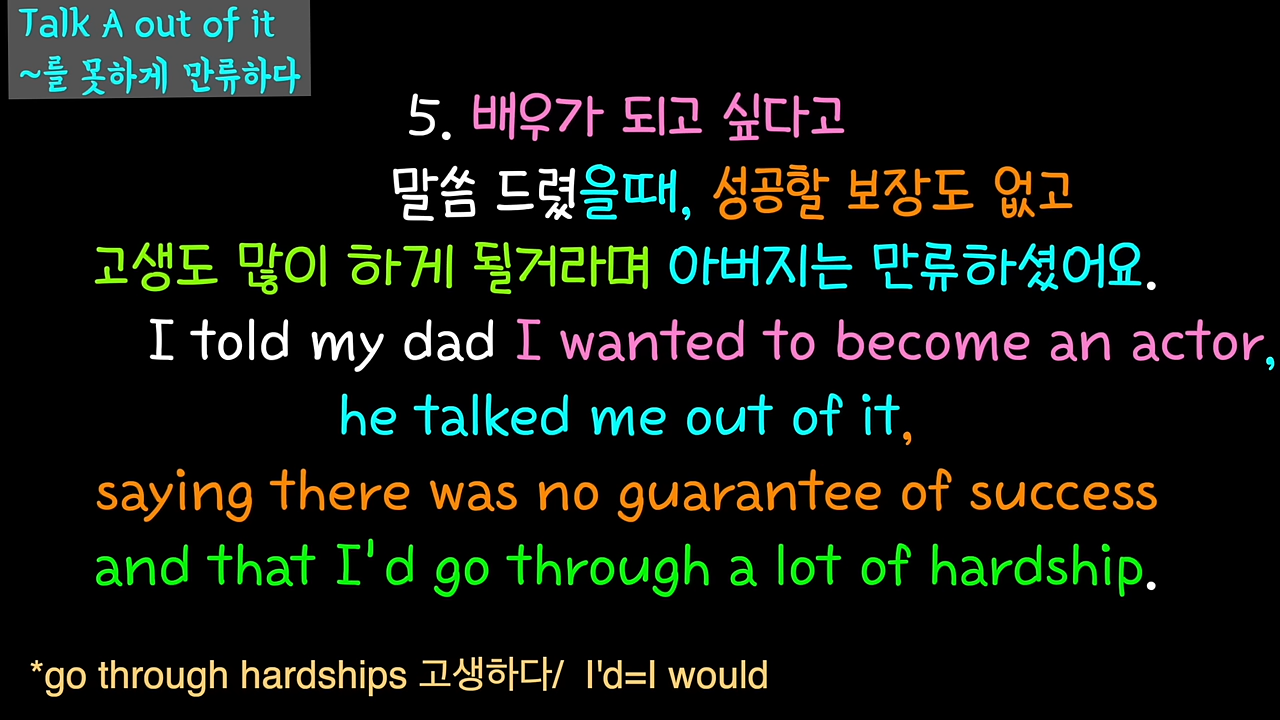 Talk A out of it
~를 못하게 만류하다
5. 배우가 되고 싶다고
말씀 드렸을때, 성공할 보장도 없고
고생도 많이 하게 될거라며 아버지는 만류하셨어요.
I told my dad I wanted to become an actor,
he talked me out of it,
saying there was no guarantee of success
and that I'd go through a lot of hardship.
*go through hardships 고생하다/ I'd=I would